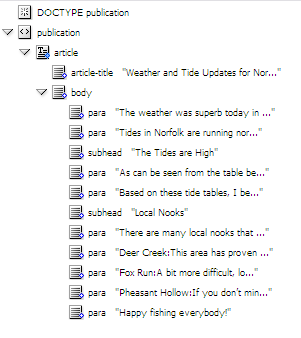 DOCTYPE publication
publication
article
article-title "Weather and Tide Updates for Nor..."
body
para "The weather was superb today in ..."
para "Tides in Norfolk are running nor..."
subhead "The Tides are High"
para "As can be seen from the table be..."
para "Based on these tide tables, I be..."
subhead "Local Nooks"
para "There are many local nooks that ..."
para "Deer Creek:This area has proven ..."
para "Fox Run:A bit more difficult, lo..."
para "Pheasant Hollow:If you don't min..."
para "Happy fishing everybody!"